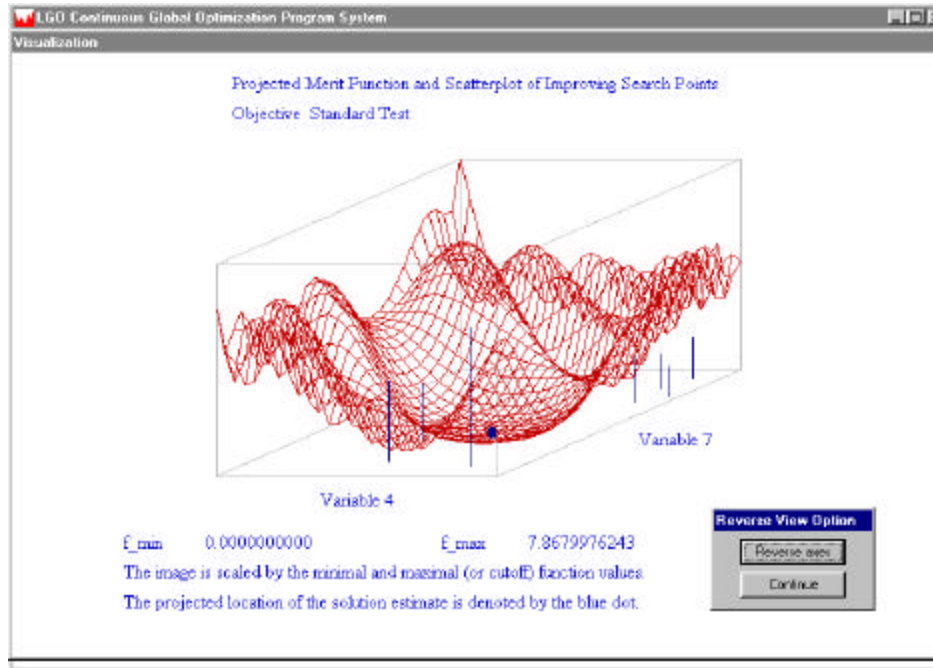 LGO Continuous Global Optimization Program System
Visualization
Projected Merit Function and Scatterplot of Improving Search Points
Objective Standard Test
Variable 7
Variable 4
f_min 0.0000000000 f_max 7.8679976243
The image is scaled by the minimal and maximal (or cutoff) function values.
The projected location of the solution estimate is denoted by the blue dot.
Reverse View Option
Reverse axes
Continue